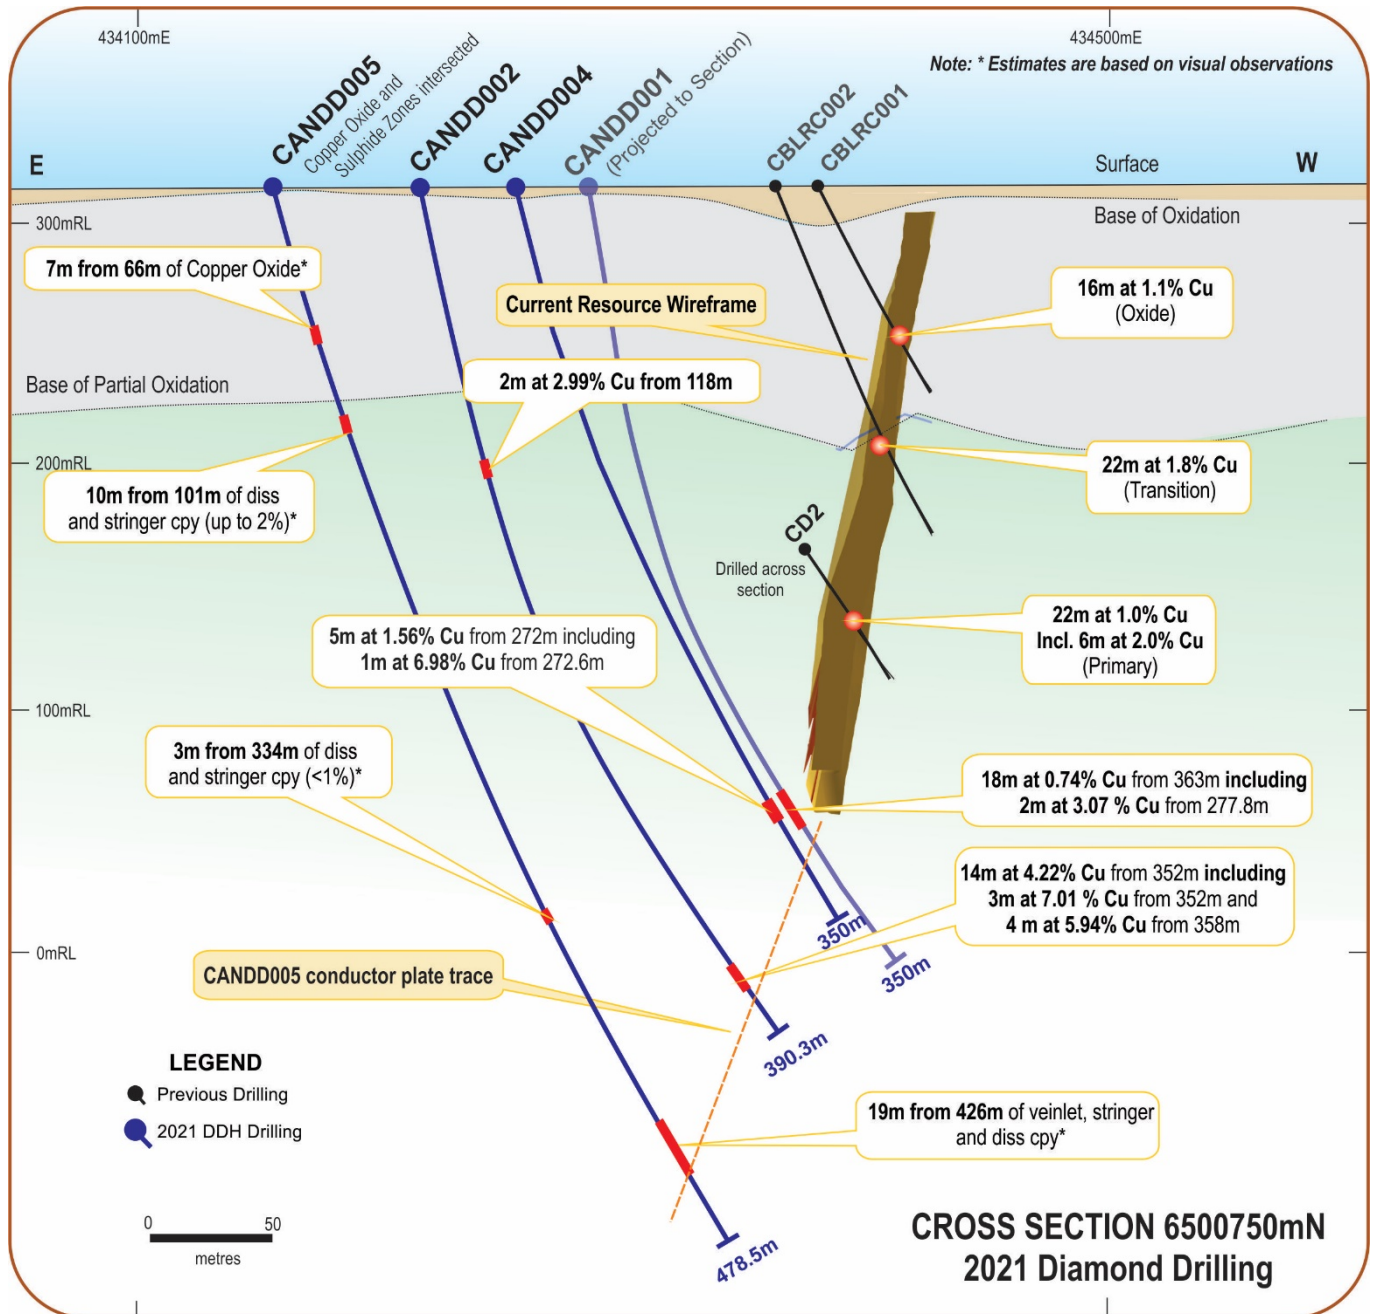 434100mE
434500mE
Note: * Estimates are based on visual observations
CANDD005
Copper Oxide and
Sulphide Zones intersected
CANDD002
CANDD004
CANDD001
(Projected to Section)
CBLRC002
CBLRC001
E
Surface
W
300mRL
Base of Oxidation
7m from 66m of Copper Oxide*
Current Resource Wireframe
16m at 1.1% Cu
(Oxide)
Base of Partial Oxidation
2m at 2.99% Cu from 118m
200mRL
10m from 101m of diss
and stringer cpy (up to 2%)*
22m at 1.8% Cu
(Transition)
CD2
Drilled across
section
5m at 1.56% Cu from 272m including
1m at 6.98% Cu from 272.6m
22m at 1.0% Cu
Incl. 6m at 2.0% Cu
(Primary)
100mRL
3m from 334m of diss
and stringer cpy (<1%)*
18m at 0.74% Cu from 363m including
2m at 3.07 % Cu from 277.8m
14m at 4.22% Cu from 352m including
3m at 7.01 % Cu from 352m and
4 m at 5.94% Cu from 358m
350m
350m
0mRL
CANDD005 conductor plate trace
390.3m
LEGEND
Previous Drilling
2021 DDH Drilling
19m from 426m of veinlet, stringer
and diss cpy*
0 50
metres
478.5m
CROSS SECTION 6500750mN
2021 Diamond Drilling